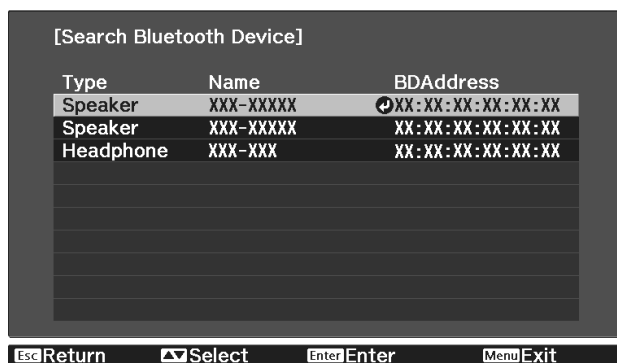 [Search Bluetooth Device]
Type Name BDAddress
Speaker XXX-XXXXX XX:XX:XX:XX:XX:XX
Speaker XXX-XXXXX XX:XX:XX:XX:XX:XX
Headphone XXX-XXX XX:XX:XX:XX:XX:XX
Esc Return Select Enter Enter Menu Exit